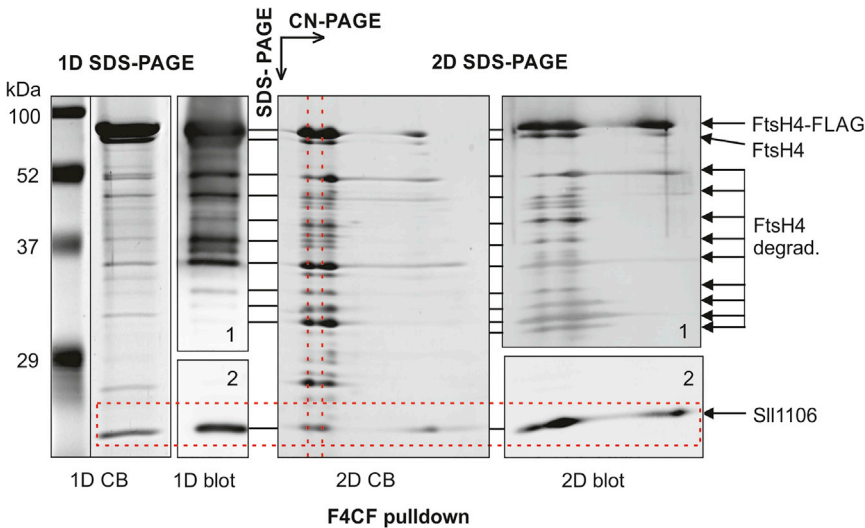 CN-PAGE
SDS- PAGE
1D SDS-PAGE
2D SDS-PAGE
kDa
100
52
37
29
1
2
1
2
FtsH4-FLAG
FtsH4
FtsH4
degrad.
Sll1106
1D CB
1D blot
2D CB
2D blot
F4CF pulldown